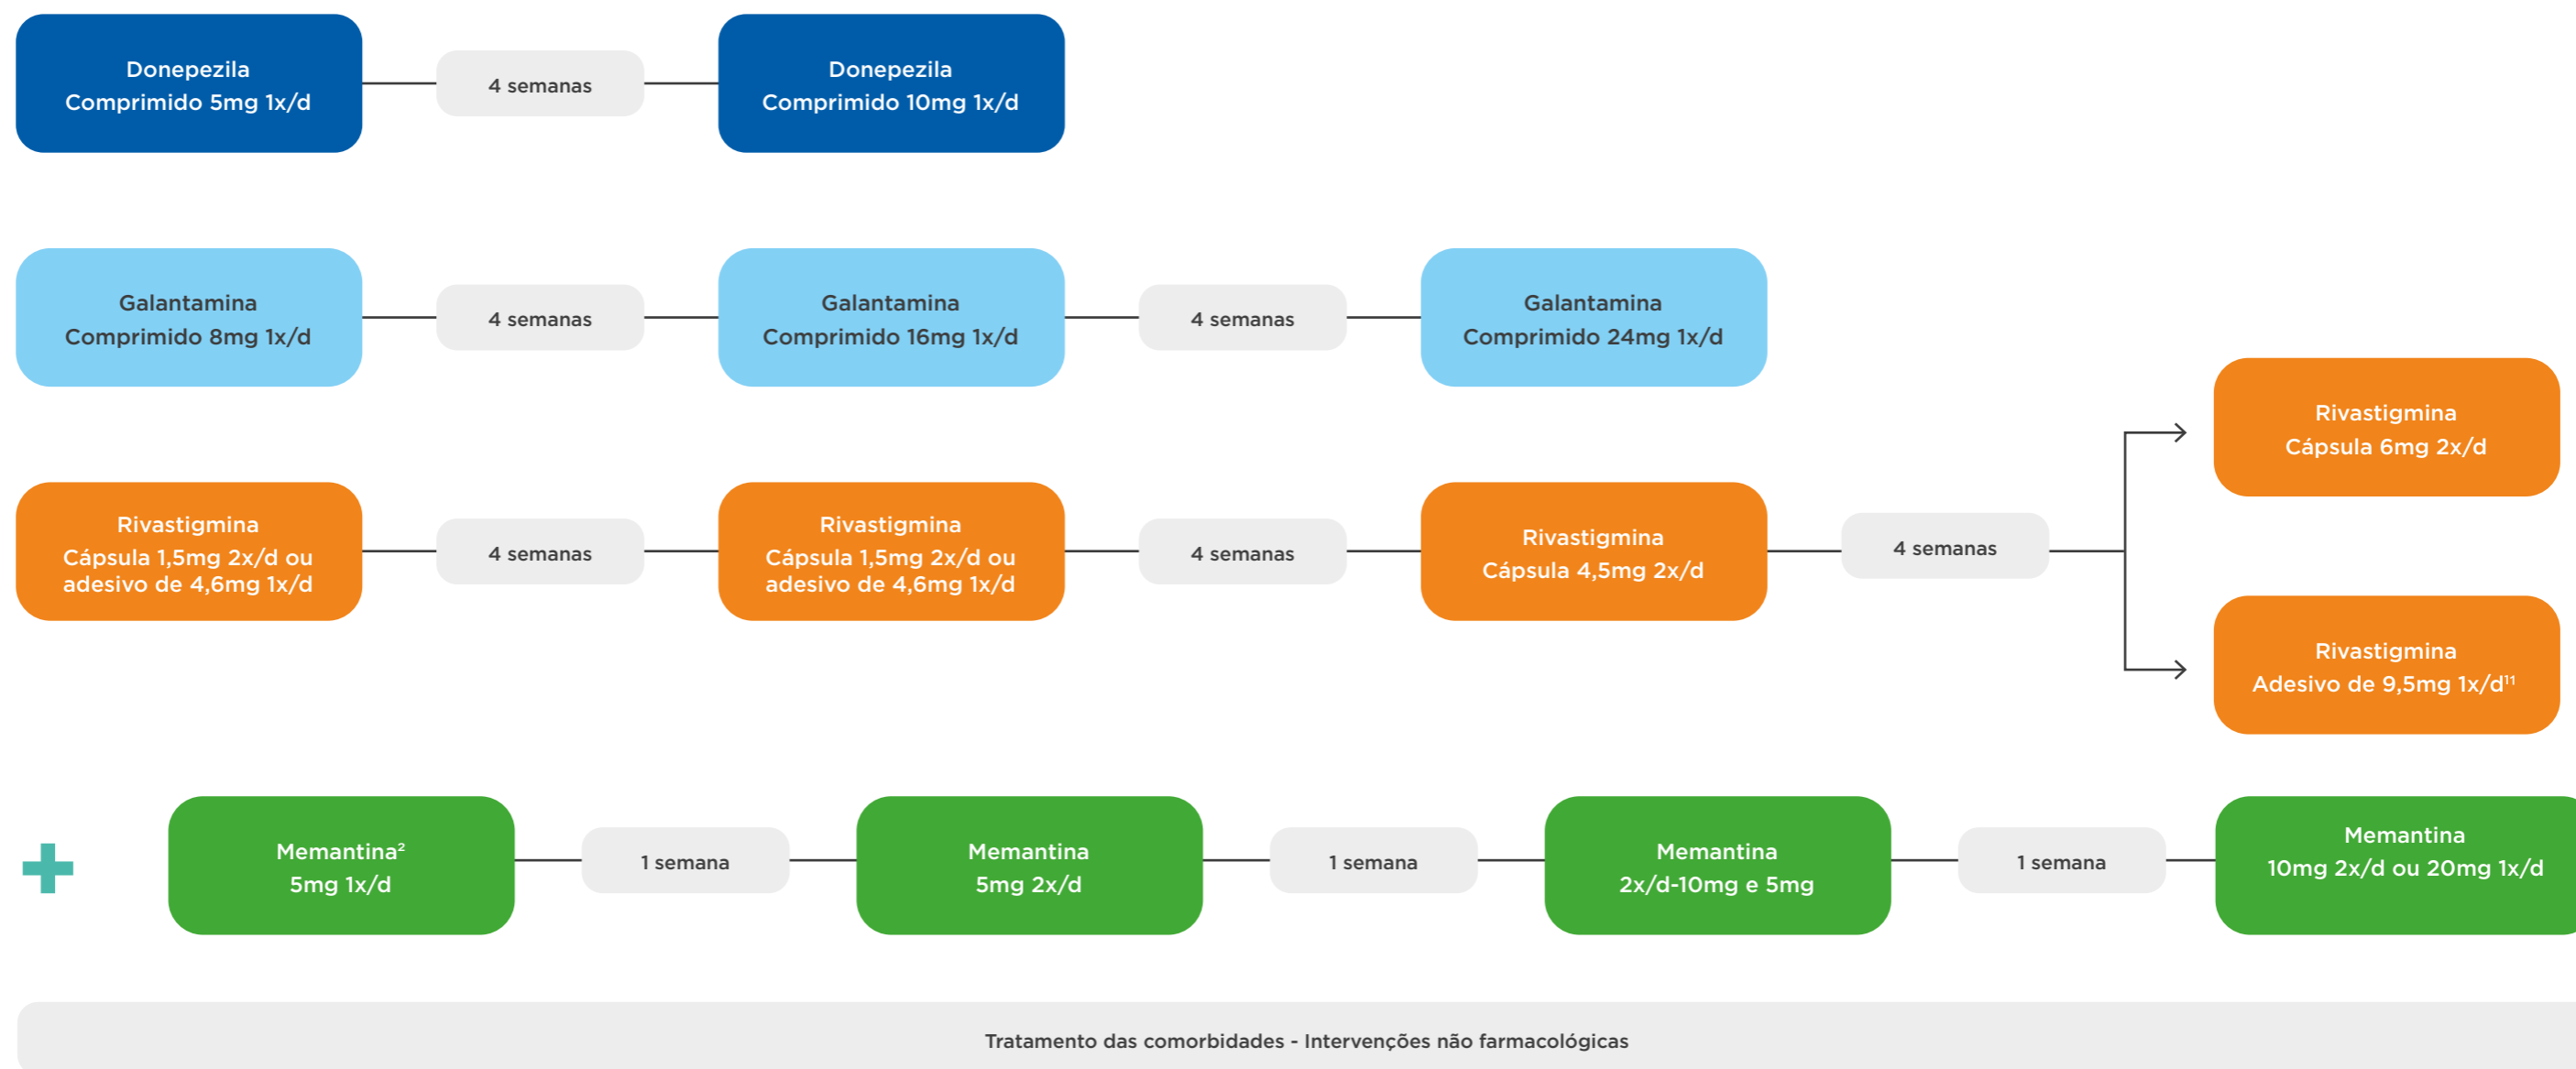 Donepezila
Comprimido 5mg 1x/d
4 semanas
Donepezila
Comprimido 10mg 1x/d
Galantamina
Comprimido 8mg 1x/d
4 semanas
Galantamina
Comprimido 16mg 1x/d
4 semanas
Galantamina
Comprimido 24mg 1x/d
Rivastigmina
Cápsula 1,5mg 2x/d ou
adesivo de 4,6mg 1x/d
4 semanas
Rivastigmina
Cápsula 1,5mg 2x/d ou
adesivo de 4,6mg 1x/d
4 semanas
Rivastigmina
Cápsula 4,5mg 2x/d
4 semanas
Rivastigmina
Cápsula 6mg 2x/d
Rivastigmina
Adesivo de 9,5mg 1x/d¹¹
Memantina²
5mg 1x/d
1 semana
Memantina
5mg 2x/d
1 semana
Memantina
2x/d-10mg e 5mg
1 semana
Memantina
10mg 2x/d ou 20mg 1x/d
Tratamento das comorbidades - Intervenções não farmacológicas